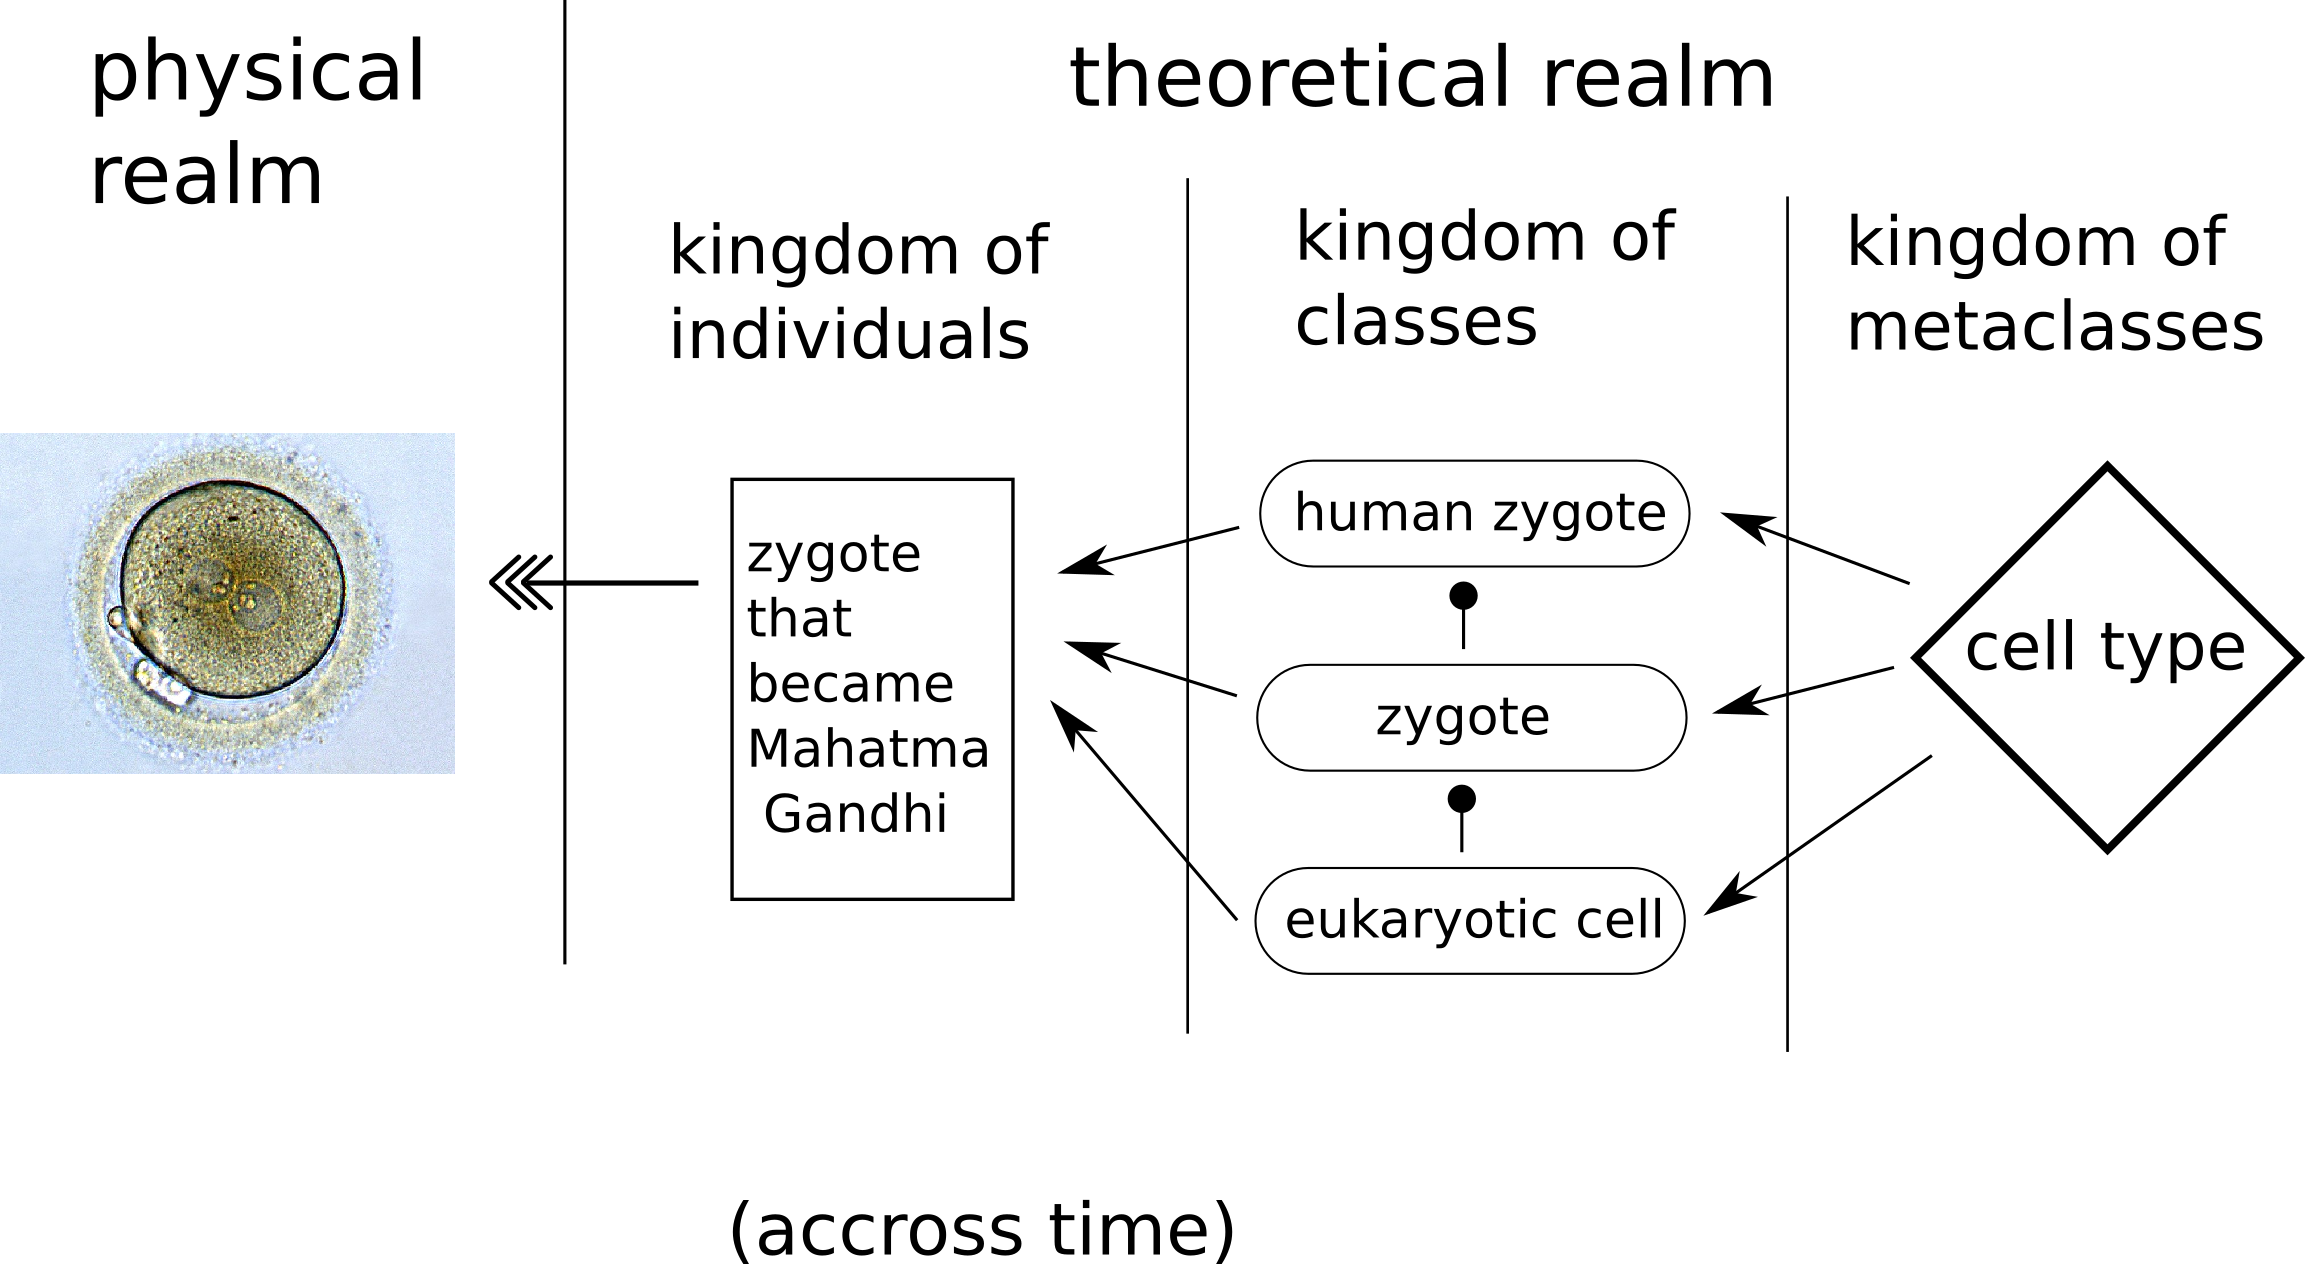 physical
realm
theoretical realm
kingdom of
individuals
kingdom of
classes
kingdom of
metaclasses
zygote
that
became
Mahatma
Gandhi
human zygote
zygote
eukaryotic cell
cell type
(accross time)